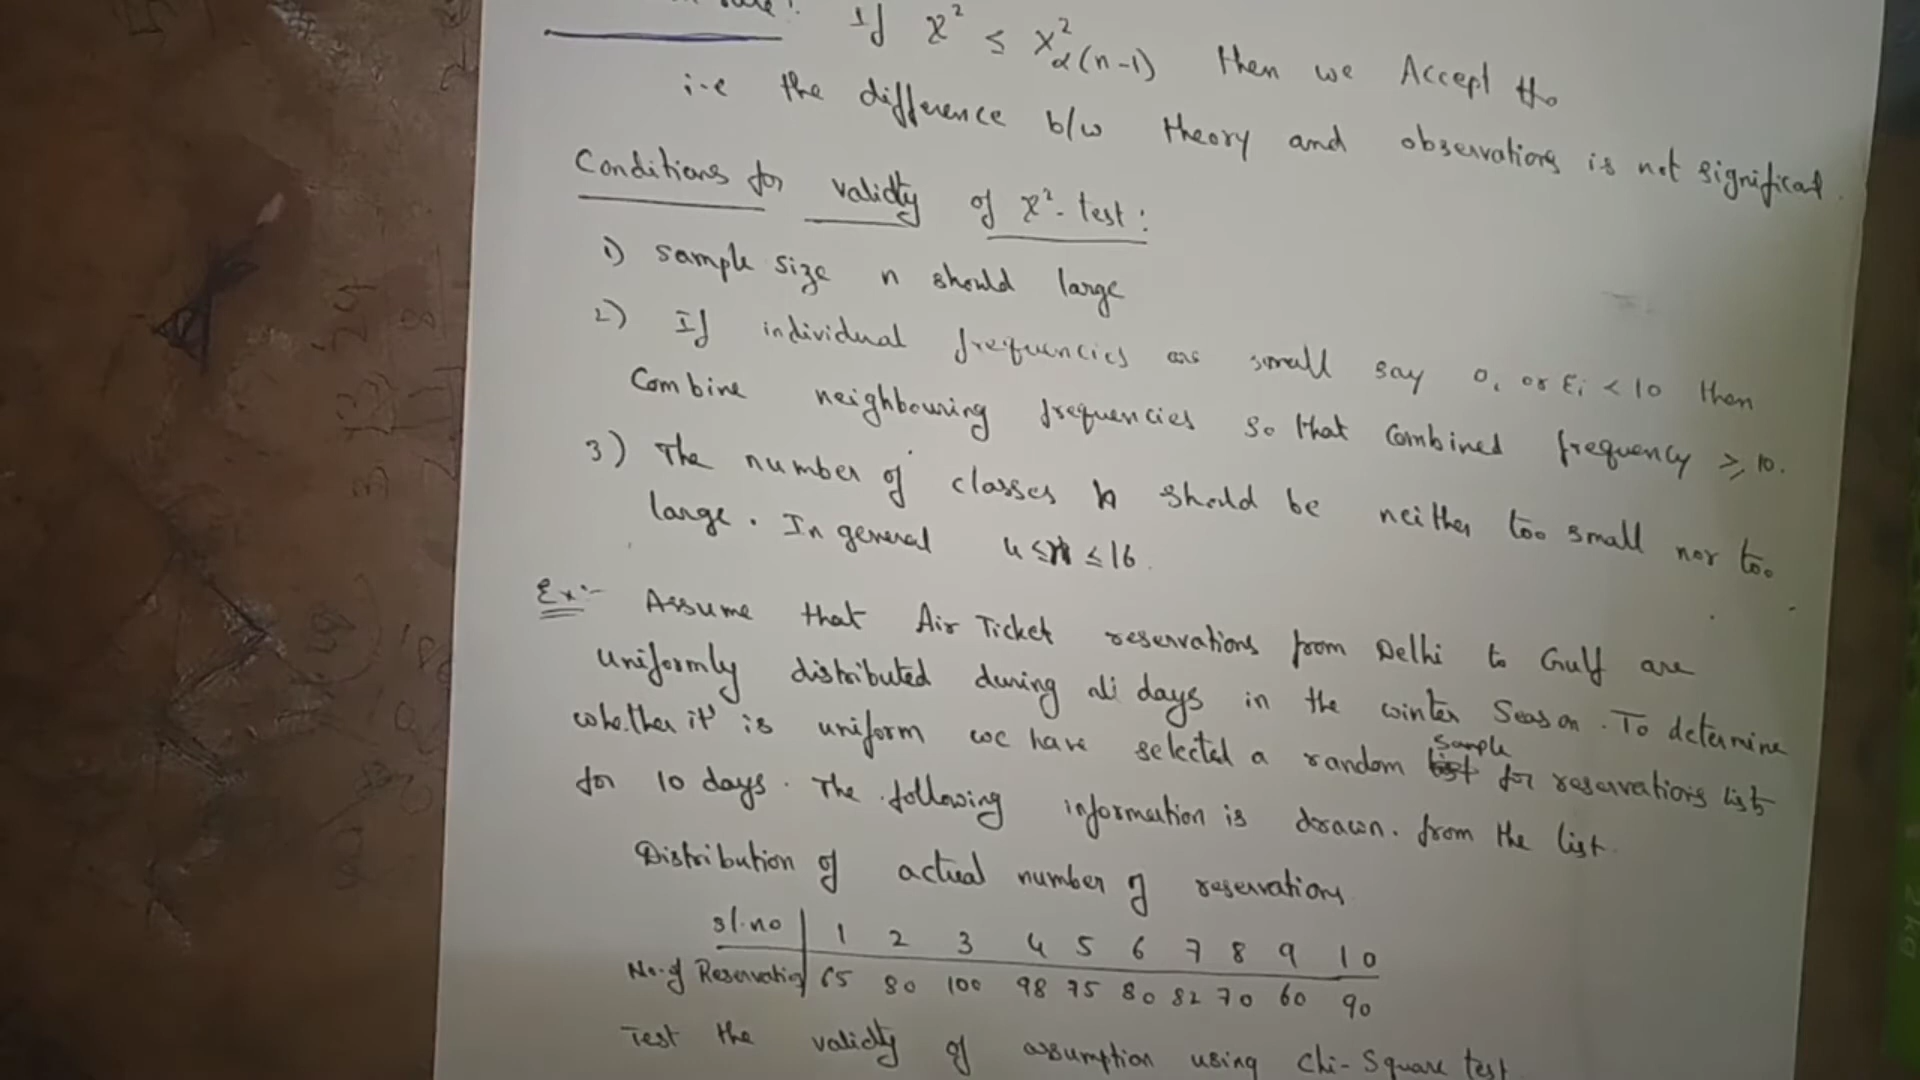 If χ² ≤ χ²α(n-1) then we Accept Ho
i.e the difference b/w theory and observations is not significant.
Conditions for validty of χ²- test:
1) sample size n should large
2) If individual frequencies are small say Oi or Ei < 10 then
Combine neighbouring frequencies so that combined frequency ≥ 10.
3) The number of classes n should be neither too small nor too
large. In general 4 ≤ n ≤ 16.
Ex:- Assume that Air Ticket reservations from Delhi to Gulf are
uniformly distributed during all days in the winter Season. To determine
whether it is uniform we have selected a random sample for reservations lists
for 10 days. The following information is drawn. from the list.
Distribution of actual number of reservations
sl.no 1 2 3 4 5 6 7 8 9 10
No. of Reservation 65 80 100 98 75 80 82 70 60 90
Test the validty of assumption using chi-Square test